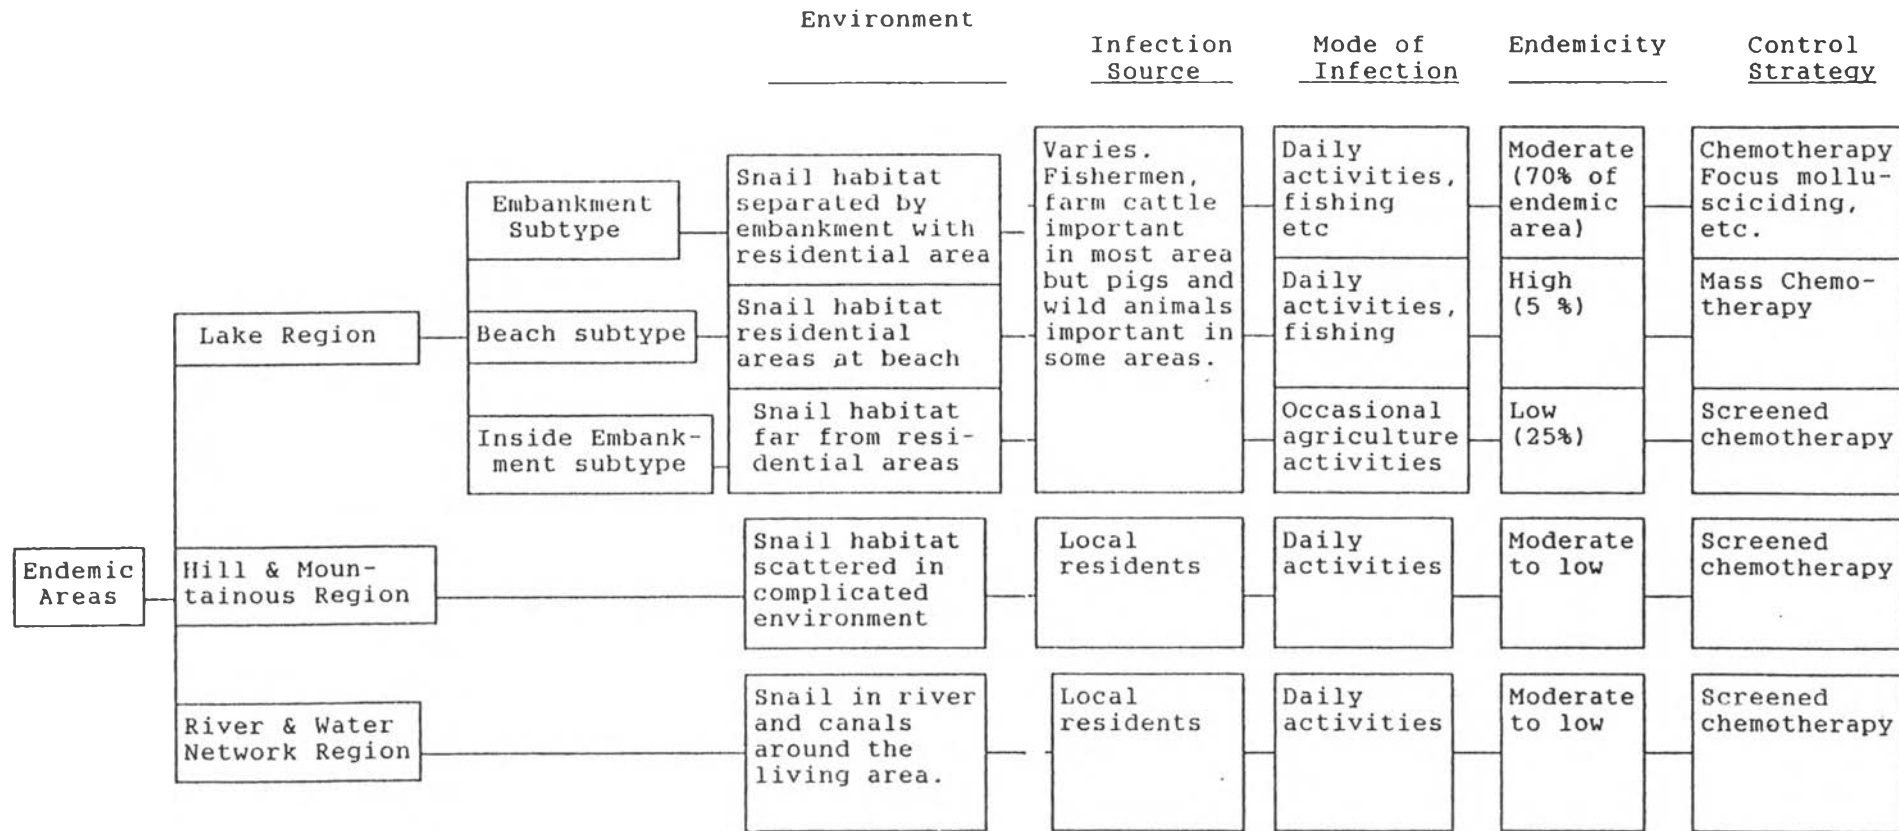 Environment
Infection
Source
Mode of
Infection
Endemicity
Control
Strategy
Endemic
Areas
Lake Region
Embankment
Subtype
Snail habitat
separated by
embankment with
residential area
Varies.
Fishermen,
farm cattle
important
in most area
but pigs and
wild animals
important in
some areas.
Daily
activities,
fishing
etc
Moderate
(70% of
endemic
area)
Chemotherapy
Focus mollu-
sciciding,
etc.
Beach subtype
Snail habitat
residential
areas at beach
Daily
activities,
fishing
High
(5 %)
Mass Chemo-
therapy
Inside Embank-
ment subtype
Snail habitat
far from resi-
dential areas
Occasional
agriculture
activities
Low
(25%)
Screened
chemotherapy
Hill & Moun-
tainous Region
Snail habitat
scattered in
complicated
environment
Local
residents
Daily
activities
Moderate
to low
Screened
chemotherapy
River & Water
Network Region
Snail in river
and canals
around the
living area.
Local
residents
Daily
activities
Moderate
to low
Screened
chemotherapy